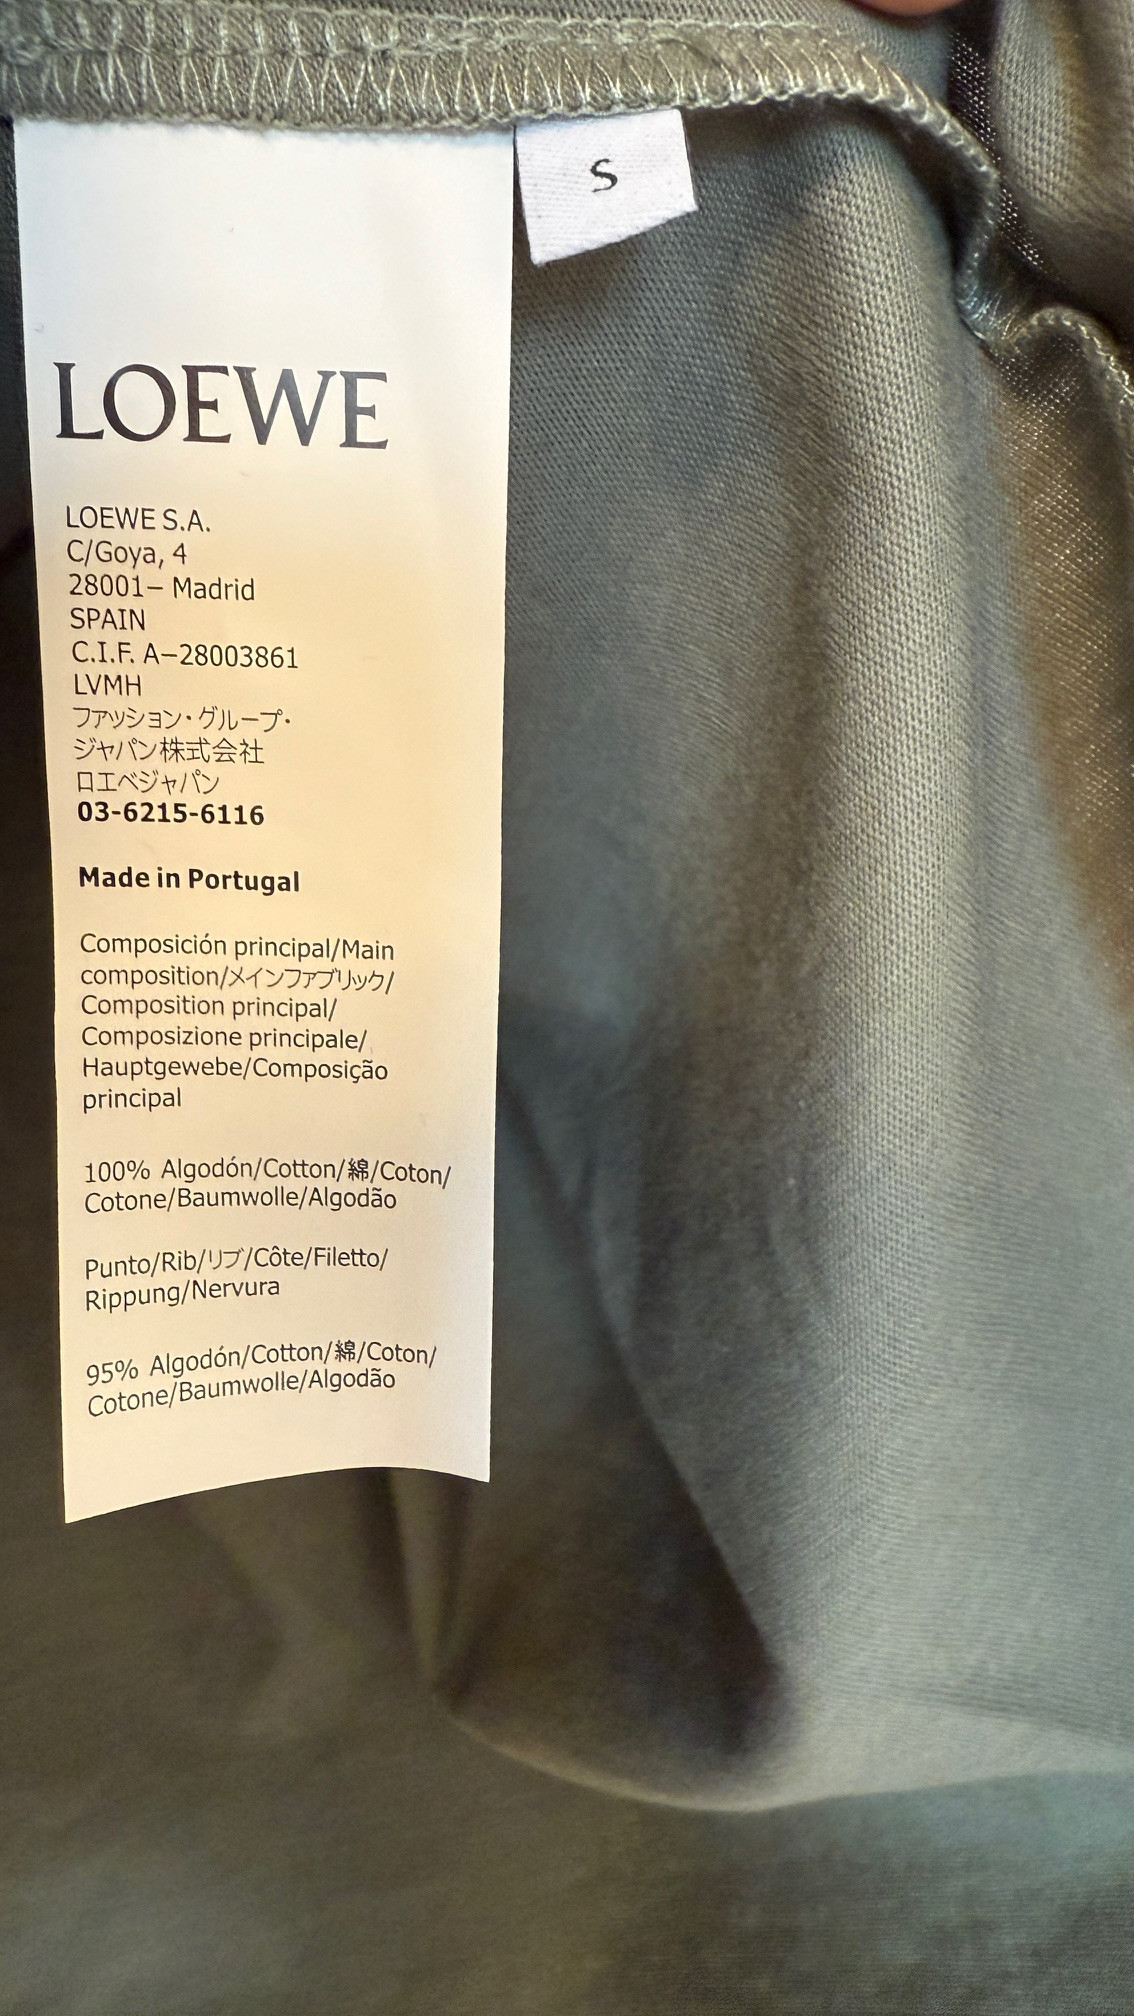 S
LOEWE
LOEWE S.A.
C/Goya, 4
28001– Madrid
SPAIN
C.I.F. A–28003861
LVMH
ファッション・グループ・
ジャパン株式会社
ロエベジャパン
03-6215-6116
Made in Portugal
Composición principal/Main
composition/メインファブリック/
Composition principal/
Composizione principale/
Hauptgewebe/Composição
principal
100% Algodón/Cotton/綿/Coton/
Cotone/Baumwolle/Algodão
Punto/Rib/リブ/Côte/Filetto/
Rippung/Nervura
95% Algodón/Cotton/綿/Coton/
Cotone/Baumwolle/Algodão